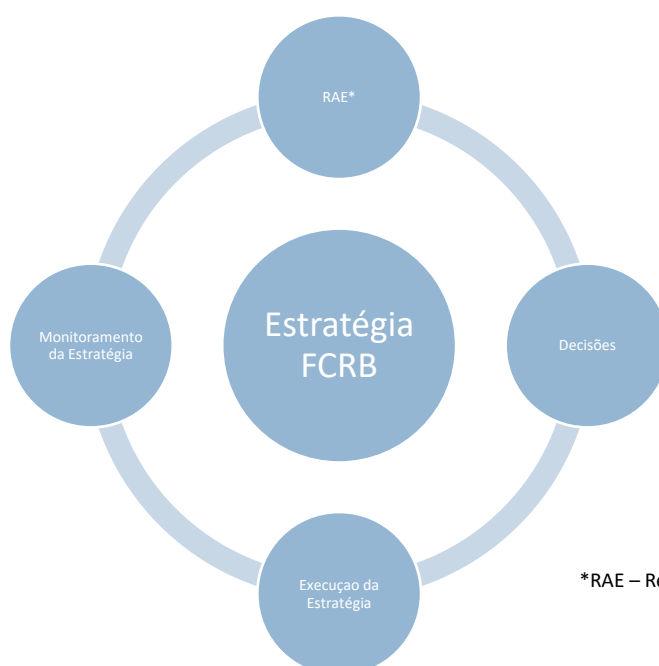 RAE*
Monitoramento
da Estratégia
Estratégia
FCRB
Decisões
Execuçao da
Estratégia
*RAE –